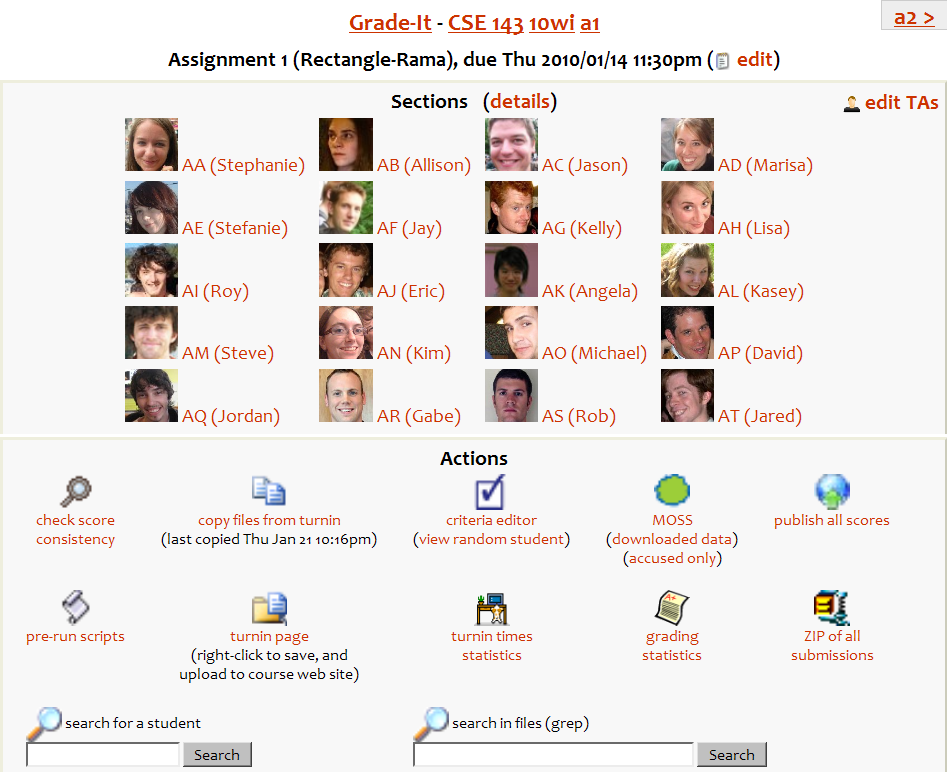 Grade-It - CSE 143 10wi a1
a2 >
Assignment 1 (Rectangle-Rama), due Thu 2010/01/14 11:30pm ( edit)
Sections (details)
edit TAs
AA (Stephanie) AB (Allison) AC (Jason) AD (Marisa)
AE (Stefanie) AF (Jay) AG (Kelly) AH (Lisa)
AI (Roy) AJ (Eric) AK (Angela) AL (Kasey)
AM (Steve) AN (Kim) AO (Michael) AP (David)
AQ (Jordan) AR (Gabe) AS (Rob) AT (Jared)
Actions
check score
consistency
copy files from turnin
(last copied Thu Jan 21 10:16pm)
criteria editor
(view random student)
MOSS
(downloaded data)
(accused only)
publish all scores
pre-run scripts
turnin page
(right-click to save, and
upload to course web site)
turnin times
statistics
A+
grading
statistics
ZIP of all
submissions
search for a student
Search
search in files (grep)
Search